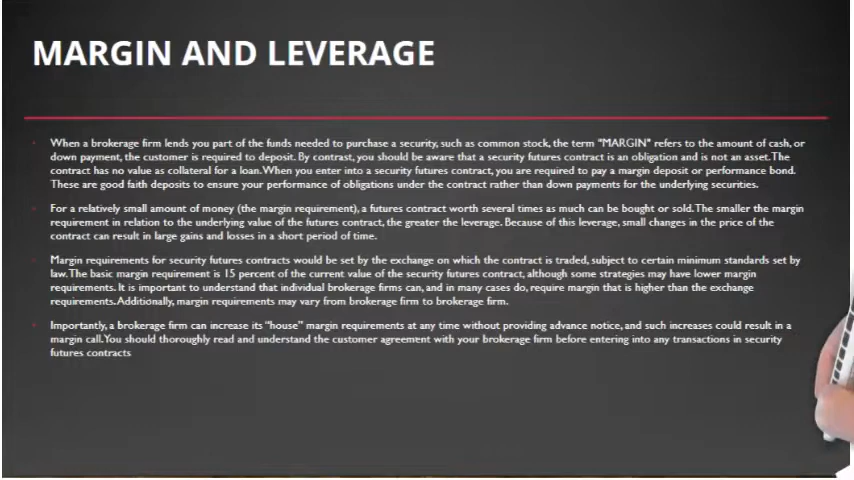 MARGIN AND LEVERAGE
When a brokerage firm lends you part of the funds needed to purchase a security, such as common stock, the term "MARGIN" refers to the amount of cash, or
down payment, the customer is required to deposit. By contrast, you should be aware that a security futures contract is an obligation and is not an asset. The
contract has no value as collateral for a loan. When you enter into a security futures contract, you are required to pay a margin deposit or performance bond.
These are good faith deposits to ensure your performance of obligations under the contract rather than down payments for the underlying securities.
For a relatively small amount of money (the margin requirement), a futures contract worth several times as much can be bought or sold. The smaller the margin
requirement in relation to the underlying value of the futures contract, the greater the leverage. Because of this leverage, small changes in the price of the
contract can result in large gains and losses in a short period of time.
Margin requirements for security futures contracts would be set by the exchange on which the contract is traded, subject to certain minimum standards set by
law. The basic margin requirement is 15 percent of the current value of the security futures contract, although some strategies may have lower margin
requirements. It is important to understand that individual brokerage firms can, and in many cases do, require margin that is higher than the exchange
requirements. Additionally, margin requirements may vary from brokerage firm to brokerage firm.
Importantly, a brokerage firm can increase its "house" margin requirements at any time without providing advance notice, and such increases could result in a
margin call. You should thoroughly read and understand the customer agreement with your brokerage firm before entering into any transactions in security
futures contracts